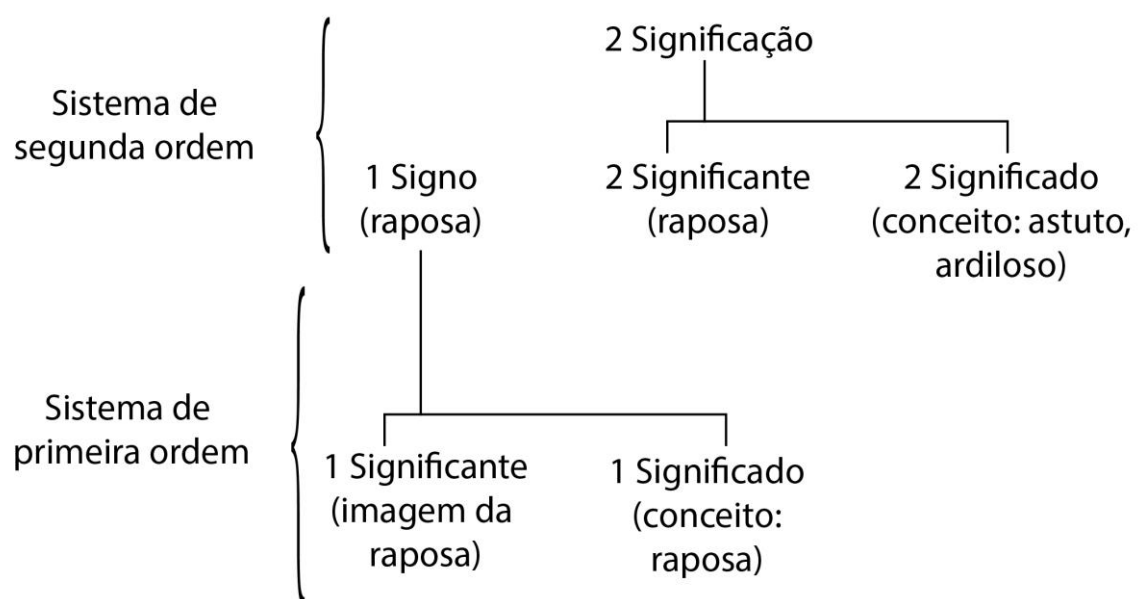 2 Significação
Sistema de
segunda ordem
1 Signo
(raposa)
2 Significante
(raposa)
2 Significado
(conceito: astuto,
ardiloso)
Sistema de
primeira ordem
1 Significante
(imagem da
raposa)
1 Significado
(conceito:
raposa)